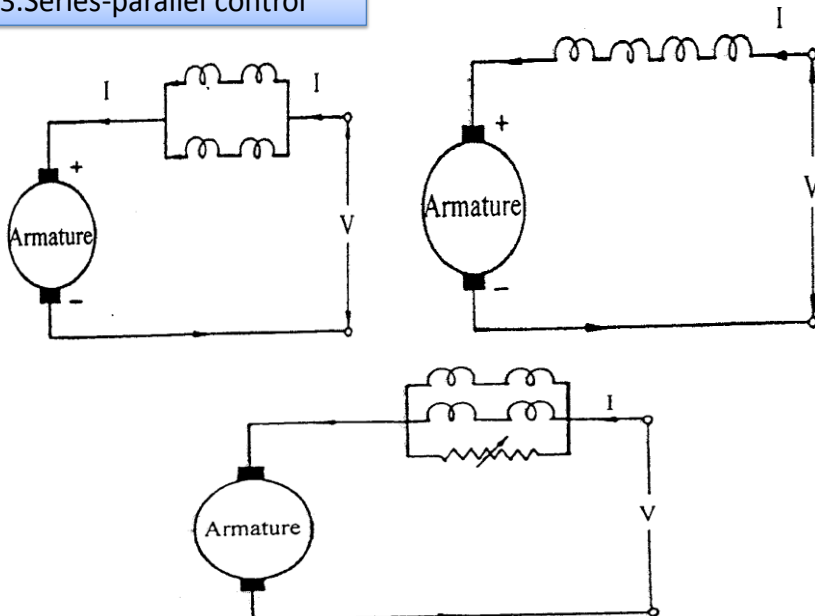 3.Series-parallel control
I
I
+
Armature
−
V
I
+
Armature
−
V
I
Armature
V